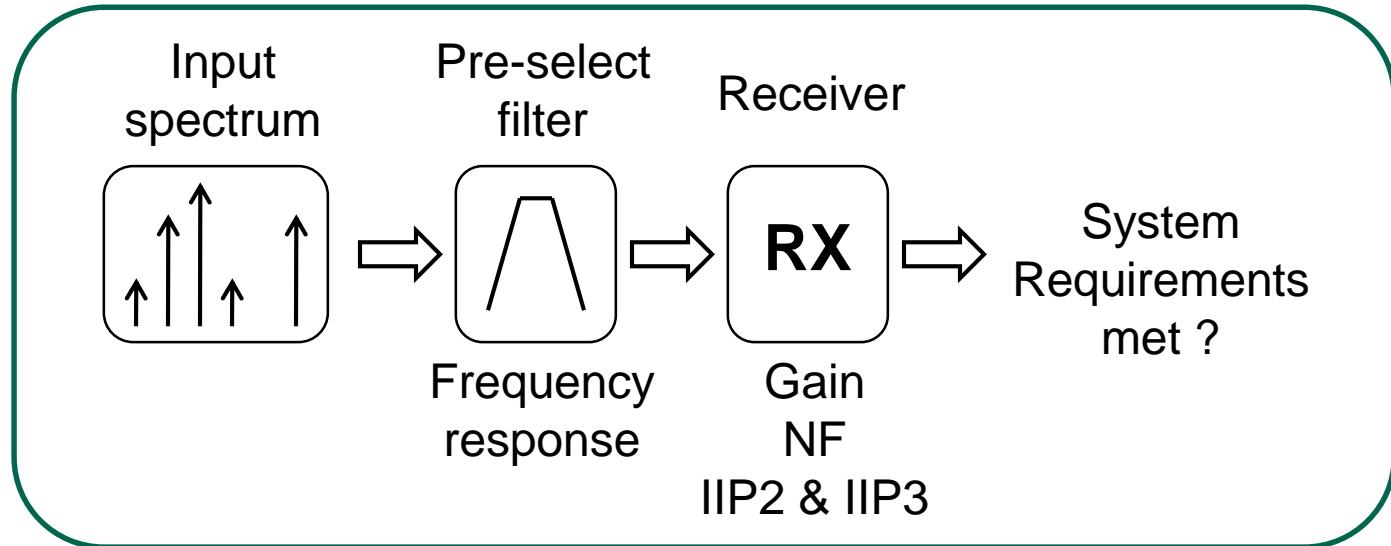 Input
spectrum
Pre-select
filter
Receiver
RX
System
Requirements
met ?
Frequency
response
Gain
NF
IIP2 & IIP3